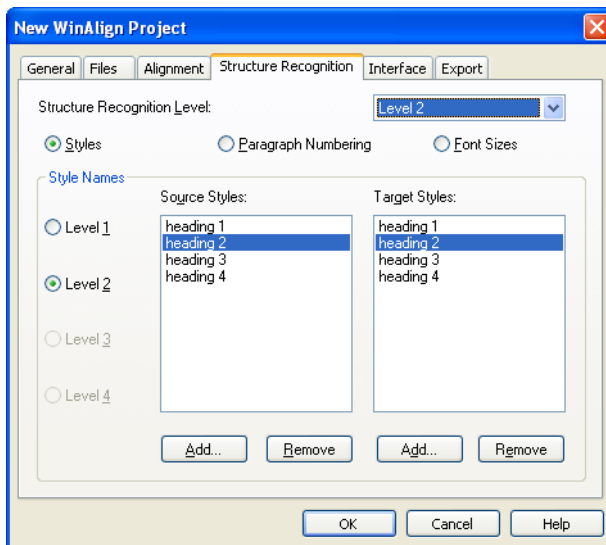 New WinAlign Project
General Files Alignment Structure Recognition Interface Export
Structure Recognition Level: Level 2
Styles Paragraph Numbering Font Sizes
Style Names
Source Styles: Target Styles:
Level 1
Level 2
Level 3
Level 4
heading 1
heading 2
heading 3
heading 4
heading 1
heading 2
heading 3
heading 4
Add... Remove Add... Remove
OK Cancel Help